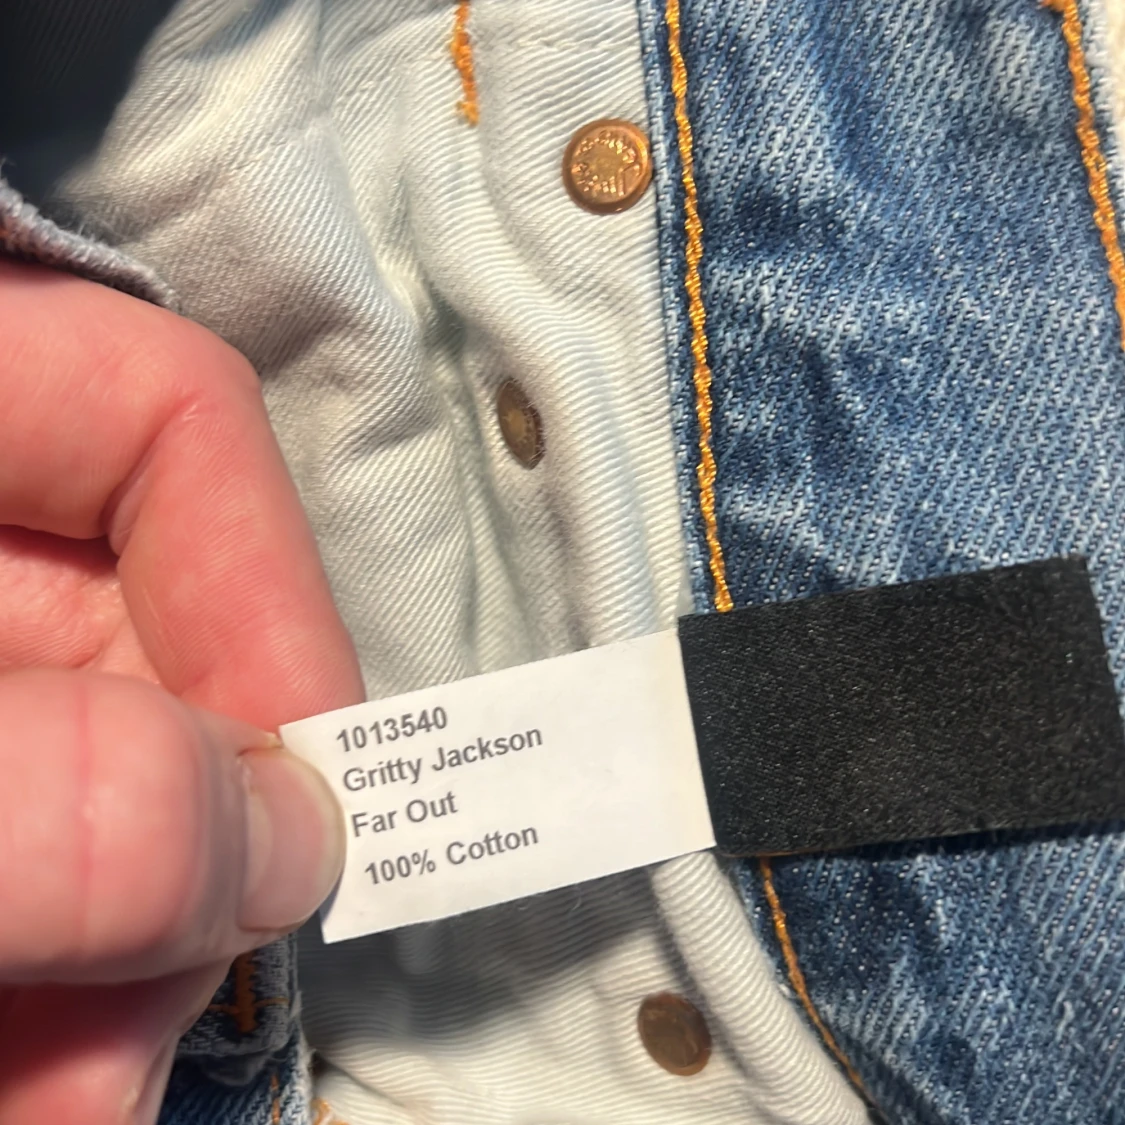 1013540
Gritty Jackson
Far Out
100% Cotton